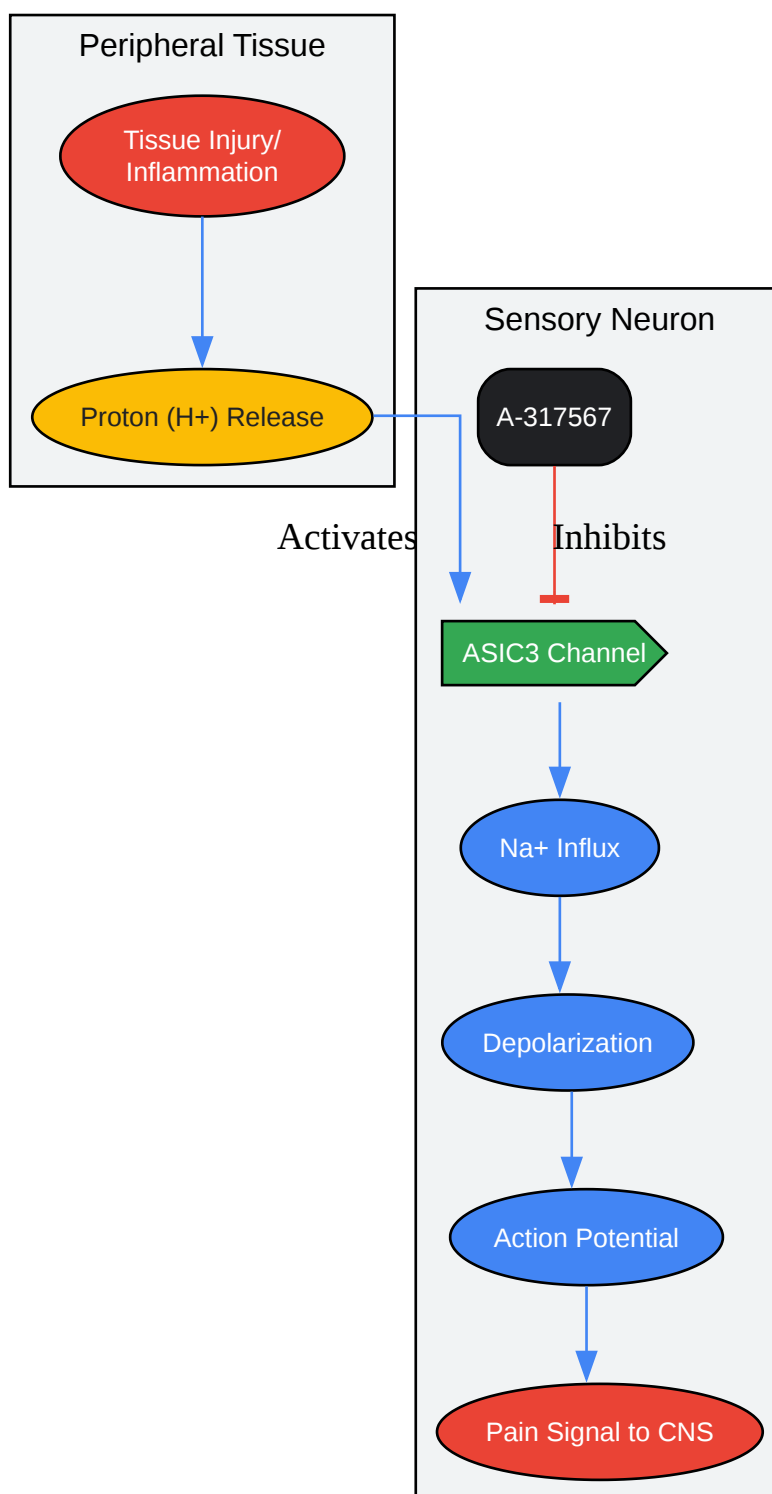 Peripheral Tissue
Tissue Injury/
Inflammation
Proton (H+) Release
Sensory Neuron
A-317567
Activates
Inhibits
ASIC3 Channel
Na+ Influx
Depolarization
Action Potential
Pain Signal to CNS